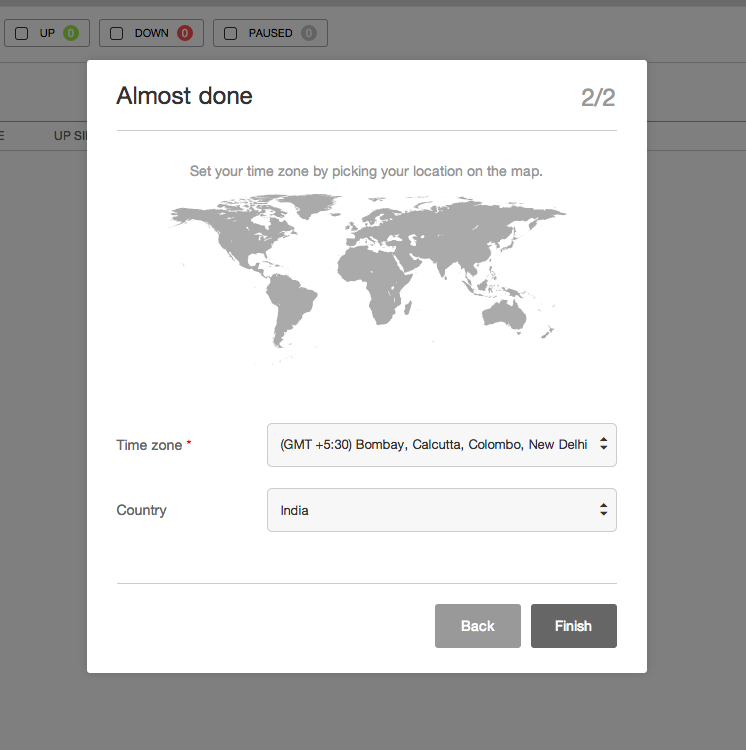 UP 0 DOWN 0 PAUSED 0
Almost done 2/2
E UP SI
Set your time zone by picking your location on the map.
Time zone * (GMT +5:30) Bombay, Calcutta, Colombo, New Delhi
Country India
Back Finish